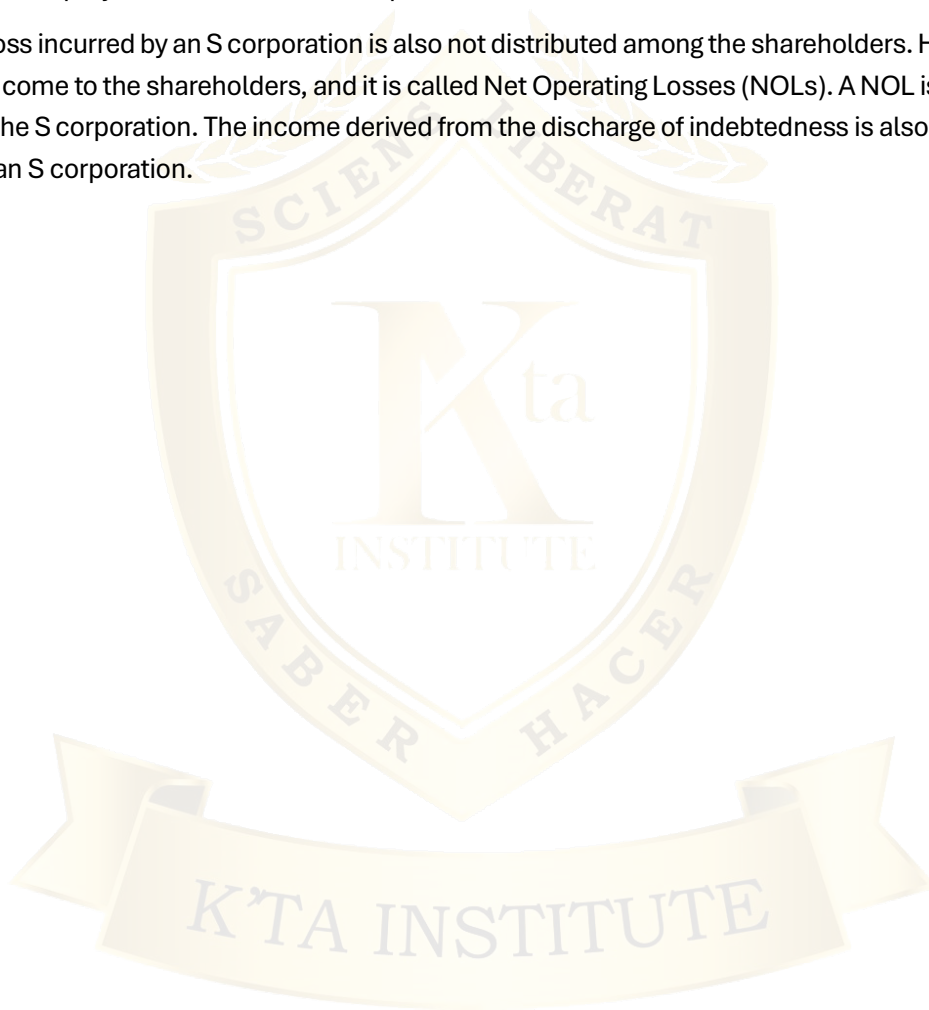 oss incurred by an S corporation is also not distributed among the shareholders. H
come to the shareholders, and it is called Net Operating Losses (NOLs). A NOL is
he S corporation. The income derived from the discharge of indebtedness is also
an S corporation.
SCIENS LIBERAT
K ta
INSTITUTE
SABER HACER
K'TA INSTITUTE